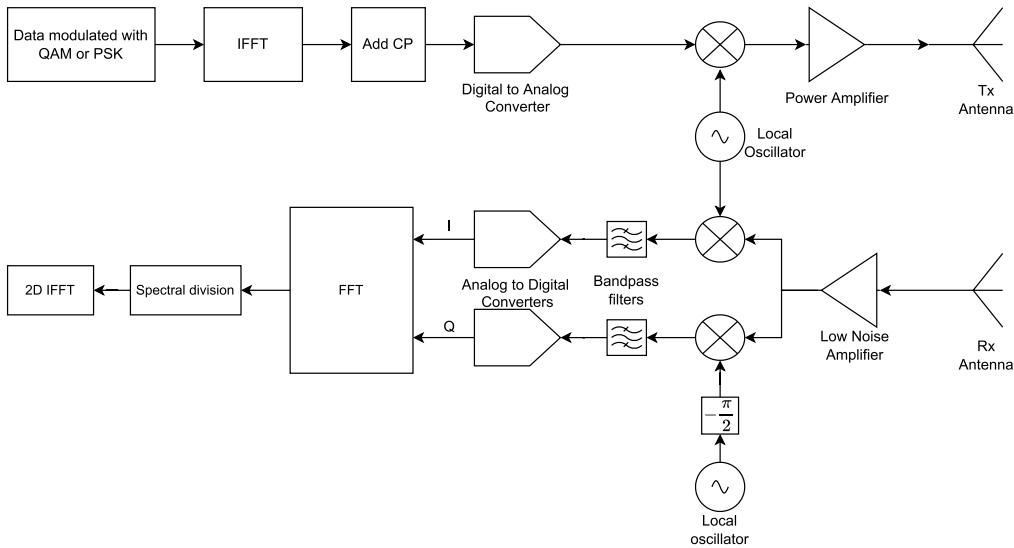 Data modulated with
QAM or PSK
IFFT
Add CP
Digital to Analog
Converter
Power Amplifier
Tx
Antenna
Local
Oscillator
I
Q
2D IFFT
Spectral division
FFT
Analog to Digital
Converters
Bandpass
filters
Low Noise
Amplifier
Rx
Antenna
−π/2
Local
oscillator